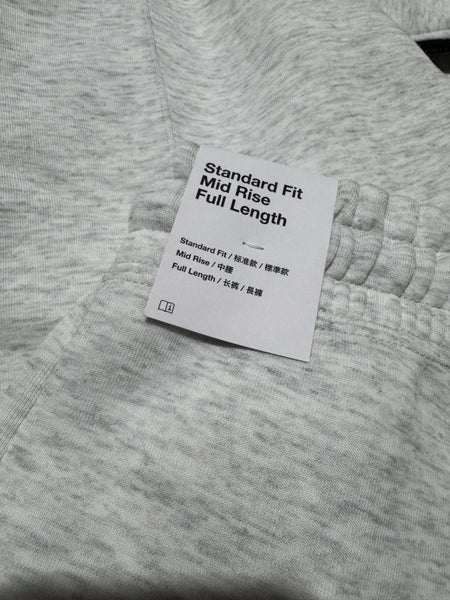 Standard Fit
Mid Rise
Full Length
Standard Fit / 标准款 / 標準款
Mid Rise / 中腰
Full Length / 长裤 / 長褲